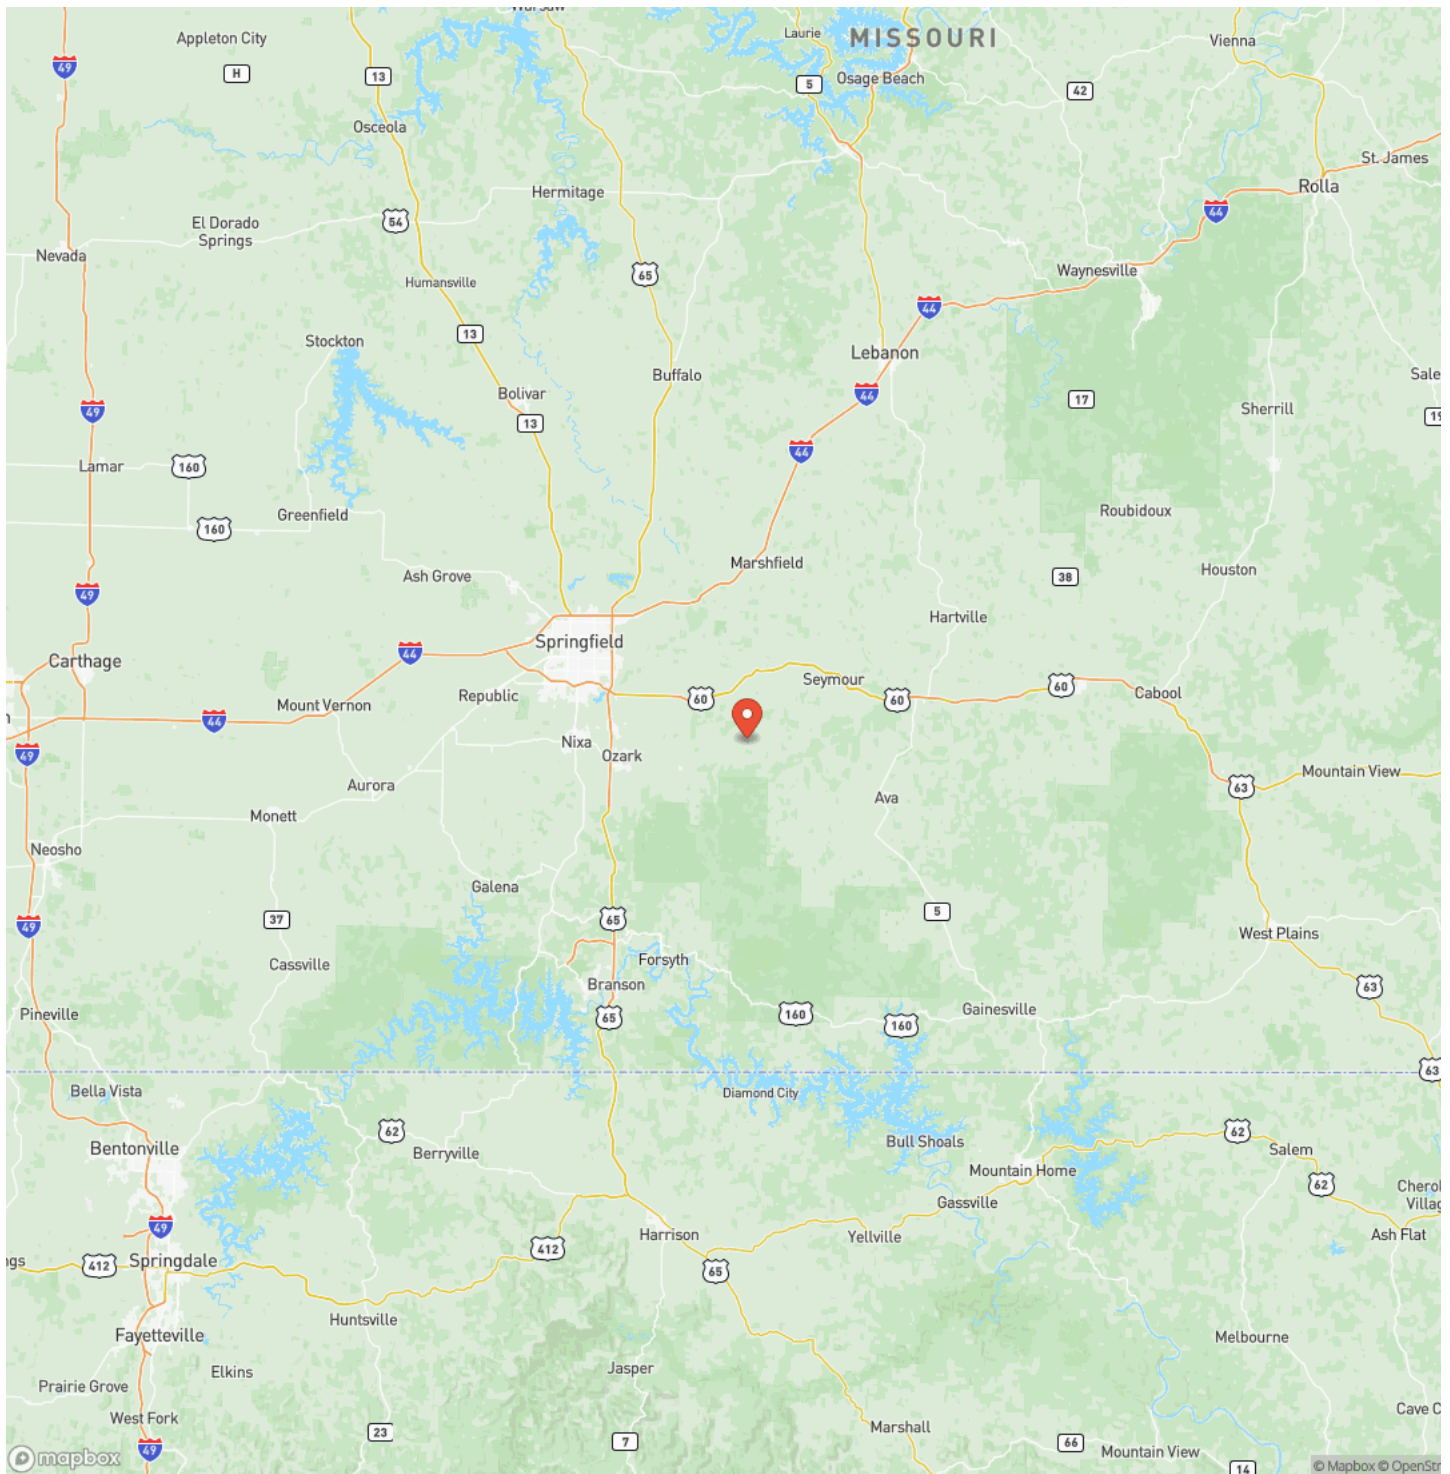 Warsaw
Appleton City
Laurie
MISSOURI
Vienna
49
H
13
5
Osage Beach
42
Osceola
St. James
Rolla
Hermitage
El Dorado
Springs
54
44
Nevada
65
Humansville
Waynesville
44
13
Stockton
Lebanon
Buffalo
Sale
Bolivar
44
17
49
13
Sherrill
19
44
Lamar
160
Greenfield
160
Roubidoux
Marshfield
Ash Grove
38
Houston
49
Hartville
Springfield
44
Carthage
Seymour
60
Republic
60
60
Cabool
Mount Vernon
44
Nixa
49
Ozark
Mountain View
Aurora
63
Ava
Monett
Neosho
Galena
37
65
5
49
West Plains
Forsyth
Cassville
Branson
63
Pineville
65
160
Gainesville
160
63
Bella Vista
Diamond City
62
62
Bentonville
Berryville
Bull Shoals
Salem
Mountain Home
62
Cherol
Villag
Gassville
49
Harrison
Yellville
Ash Flat
412
Springdale
ngs
412
65
Huntsville
Fayetteville
Melbourne
Jasper
Elkins
Prairie Grove
Cave C
West Fork
Marshall
23
7
66
49
Mountain View
mapbox
14
© Mapbox © OpenStr